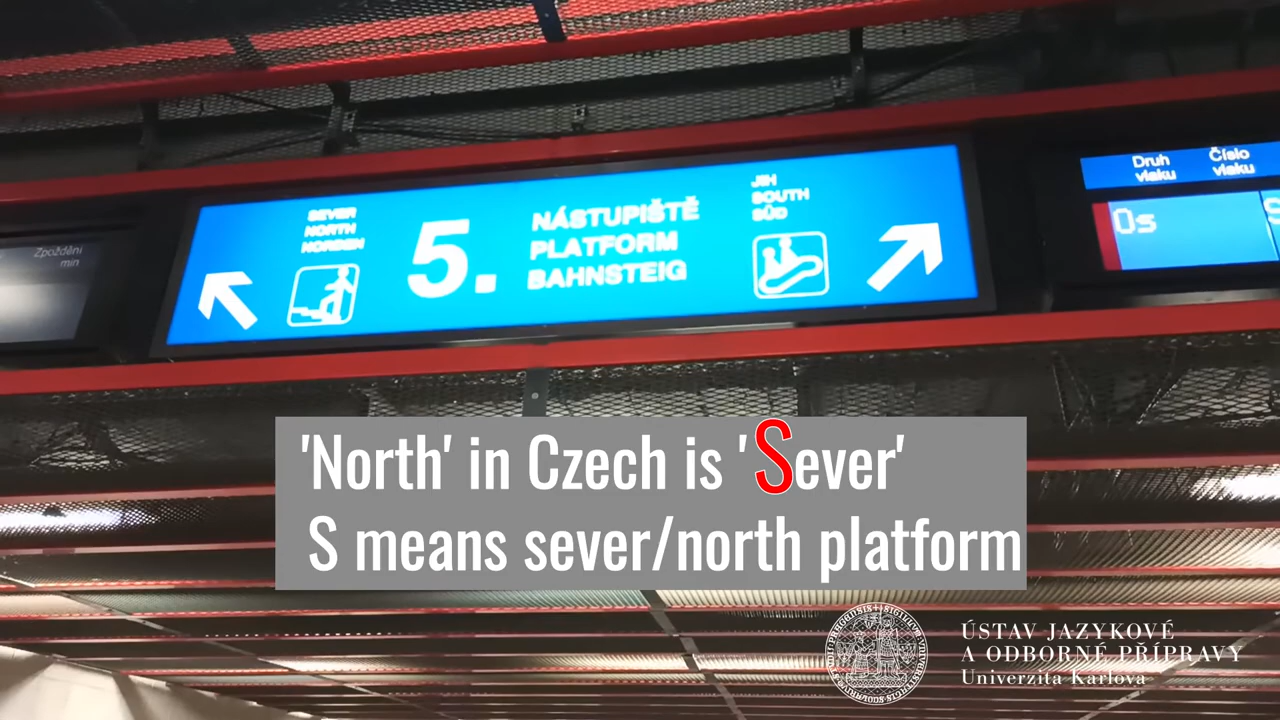 Zpoždění
min
SEVER
NORTH
NORDEN
5.
NÁSTUPIŠTĚ
PLATFORM
BAHNSTEIG
JIH
SOUTH
SÜD
Druh
vlaku
Číslo
vlaku
Os
'North' in Czech is 'Sever'
S means sever/north platform
ÚSTAV JAZYKOVÉ
A ODBORNÉ PŘÍPRAVY
Univerzita Karlova